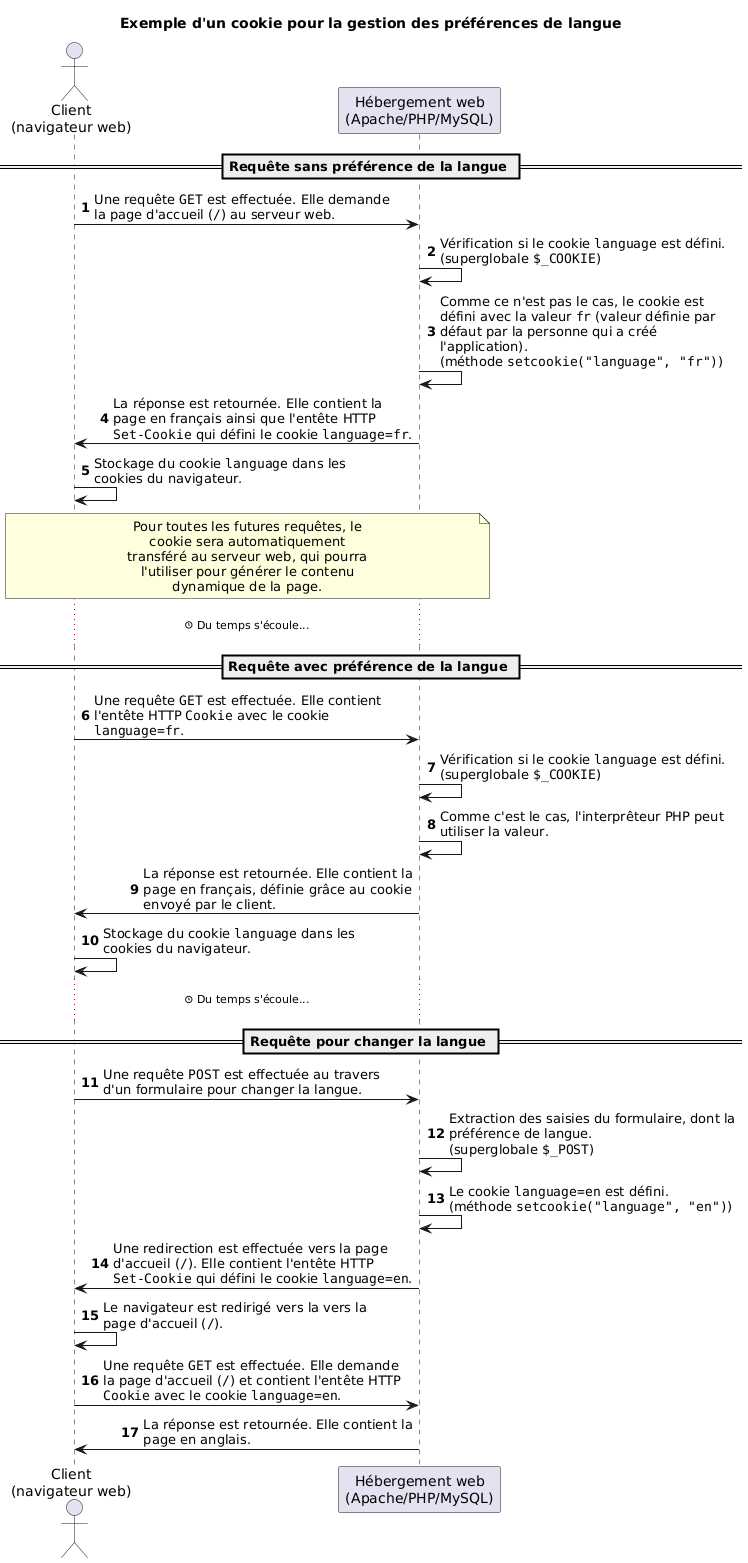 Exemple d'un cookie pour la gestion des préférences de langue
Client
(navigateur web)
Hébergement web
(Apache/PHP/MySQL)
Requête sans préférence de la langue
1 Une requête GET est effectuée. Elle demande
la page d'accueil (/) au serveur web.
2 Vérification si le cookie language est défini.
(superglobale $_COOKIE)
Comme ce n'est pas le cas, le cookie est
défini avec la valeur fr (valeur définie par
3 défaut par la personne qui a créé
l'application).
(méthode setcookie("language", "fr"))
La réponse est retournée. Elle contient la
4 page en français ainsi que l'entête HTTP
Set-Cookie qui défini le cookie language=fr.
5 Stockage du cookie language dans les
cookies du navigateur.
Pour toutes les futures requêtes, le
cookie sera automatiquement
transféré au serveur web, qui pourra
l'utiliser pour générer le contenu
dynamique de la page.
Du temps s'écoule...
Requête avec préférence de la langue
Une requête GET est effectuée. Elle contient
6 l'entête HTTP Cookie avec le cookie
language=fr.
7 Vérification si le cookie language est défini.
(superglobale $_COOKIE)
8 Comme c'est le cas, l'interprêteur PHP peut
utiliser la valeur.
La réponse est retournée. Elle contient la
9 page en français, définie grâce au cookie
envoyé par le client.
10 Stockage du cookie language dans les
cookies du navigateur.
Du temps s'écoule...
Requête pour changer la langue
11 Une requête POST est effectuée au travers
d'un formulaire pour changer la langue.
Extraction des saisies du formulaire, dont la
12 préférence de langue.
(superglobale $_POST)
13 Le cookie language=en est défini.
(méthode setcookie("language", "en"))
Une redirection est effectuée vers la page
14 d'accueil (/). Elle contient l'entête HTTP
Set-Cookie qui défini le cookie language=en.
15 Le navigateur est redirigé vers la vers la
page d'accueil (/).
Une requête GET est effectuée. Elle demande
16 la page d'accueil (/) et contient l'entête HTTP
Cookie avec le cookie language=en.
17 La réponse est retournée. Elle contient la
page en anglais.
Client
(navigateur web)
Hébergement web
(Apache/PHP/MySQL)